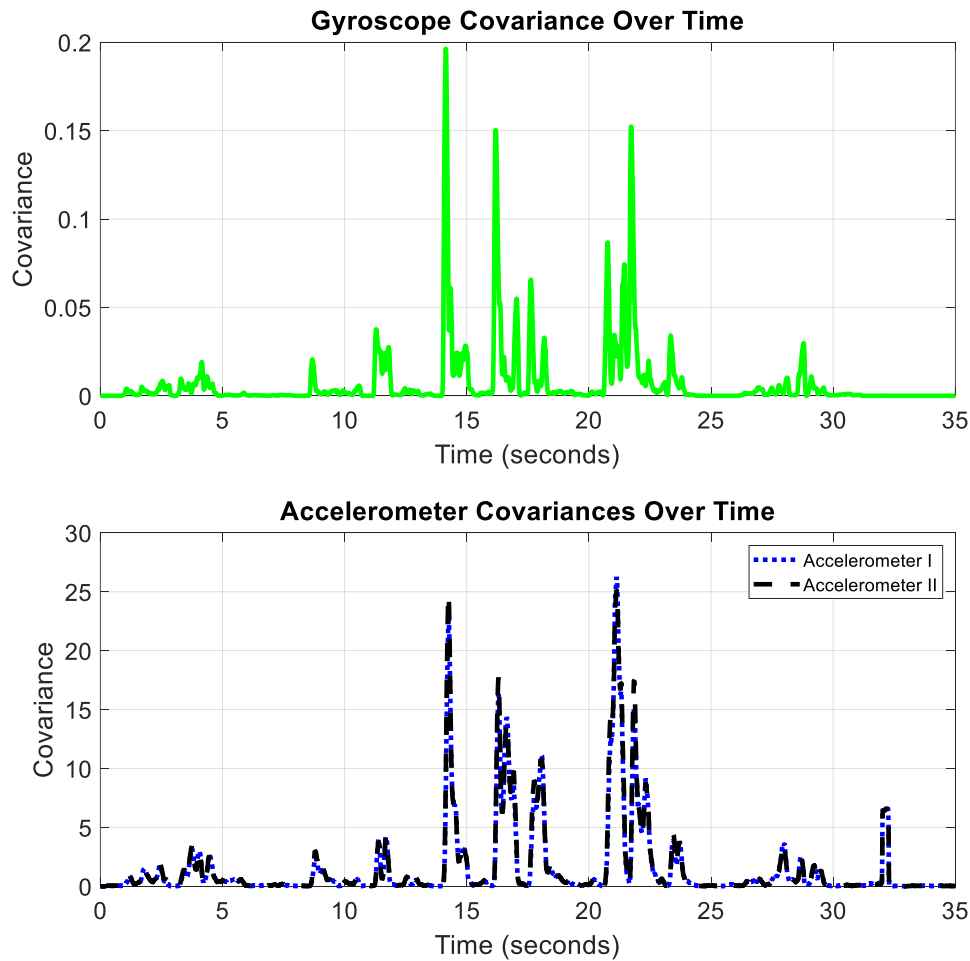 Gyroscope Covariance Over Time
0.2
0.15
0.1
0.05
0
Covariance
0 5 10 15 20 25 30 35
Time (seconds)
Accelerometer Covariances Over Time
30
25
20
15
10
5
0
Covariance
Accelerometer I
Accelerometer II
0 5 10 15 20 25 30 35
Time (seconds)